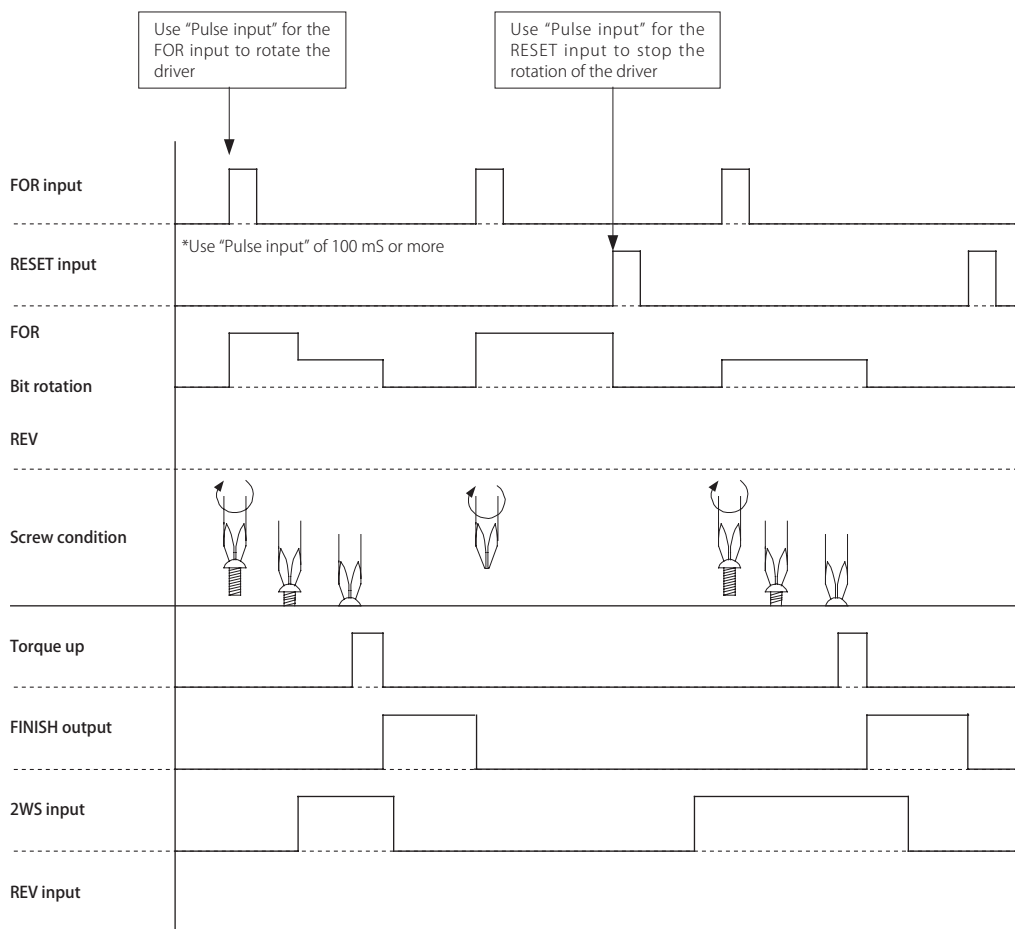 Use “Pulse input” for the
FOR input to rotate the
driver
Use “Pulse input” for the
RESET input to stop the
rotation of the driver
FOR input
*Use “Pulse input” of 100 mS or more
RESET input
FOR
Bit rotation
REV
Screw condition
Torque up
FINISH output
2WS input
REV input